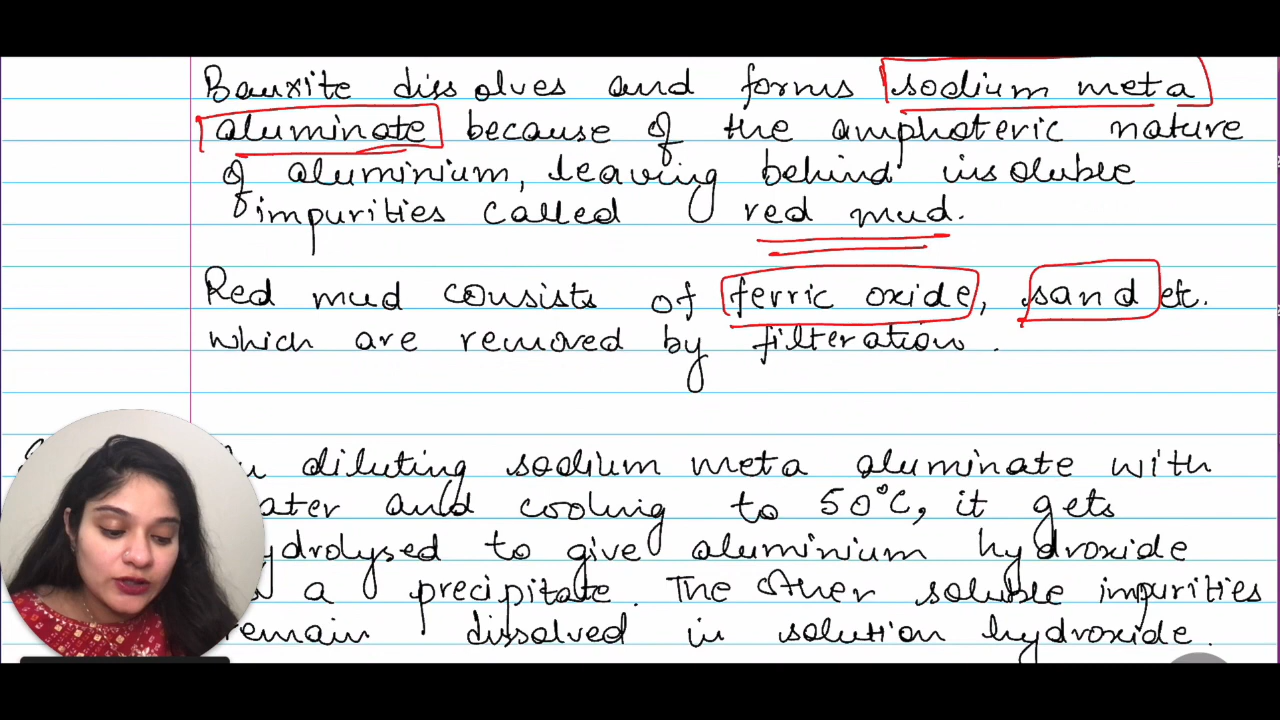 Bauxite dissolves and forms sodium meta
aluminate because of the amphoteric nature
of aluminium, leaving behind insoluble
impurities called red mud.
Red mud consists of ferric oxide, sand etc.
which are removed by filteration.
diluting sodium meta aluminate with
ater and cooling to 50°C, it gets
ydrolysed to give aluminium hydroxide
a precipitate. The other soluble impurities
remain dissolved in solution hydroxide.